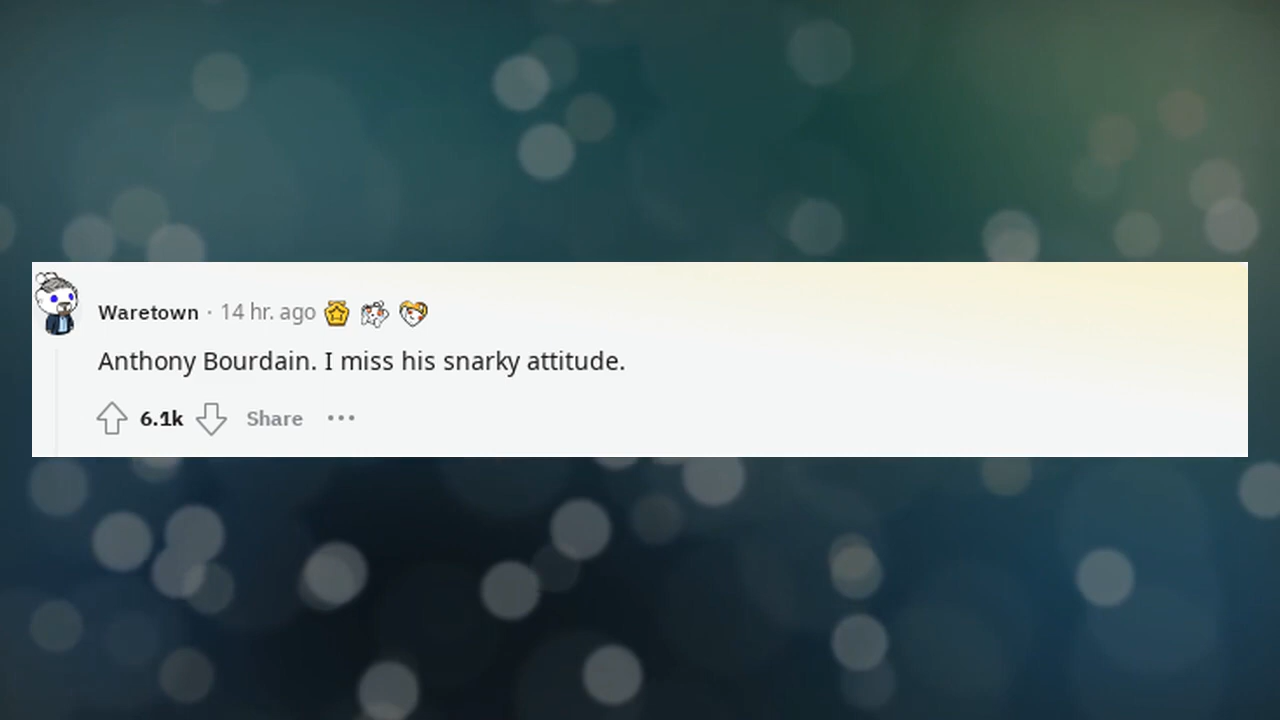 Waretown · 14 hr. ago
Anthony Bourdain. I miss his snarky attitude.
6.1k Share ···